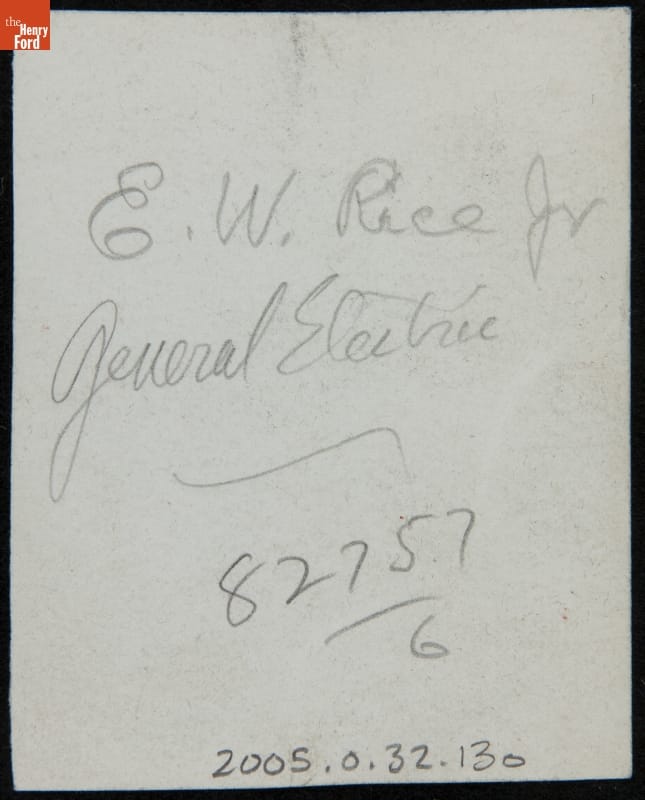 the
Henry
Ford
E. W. Rice Jr
General Electric
82757
6
2005.0.32.130